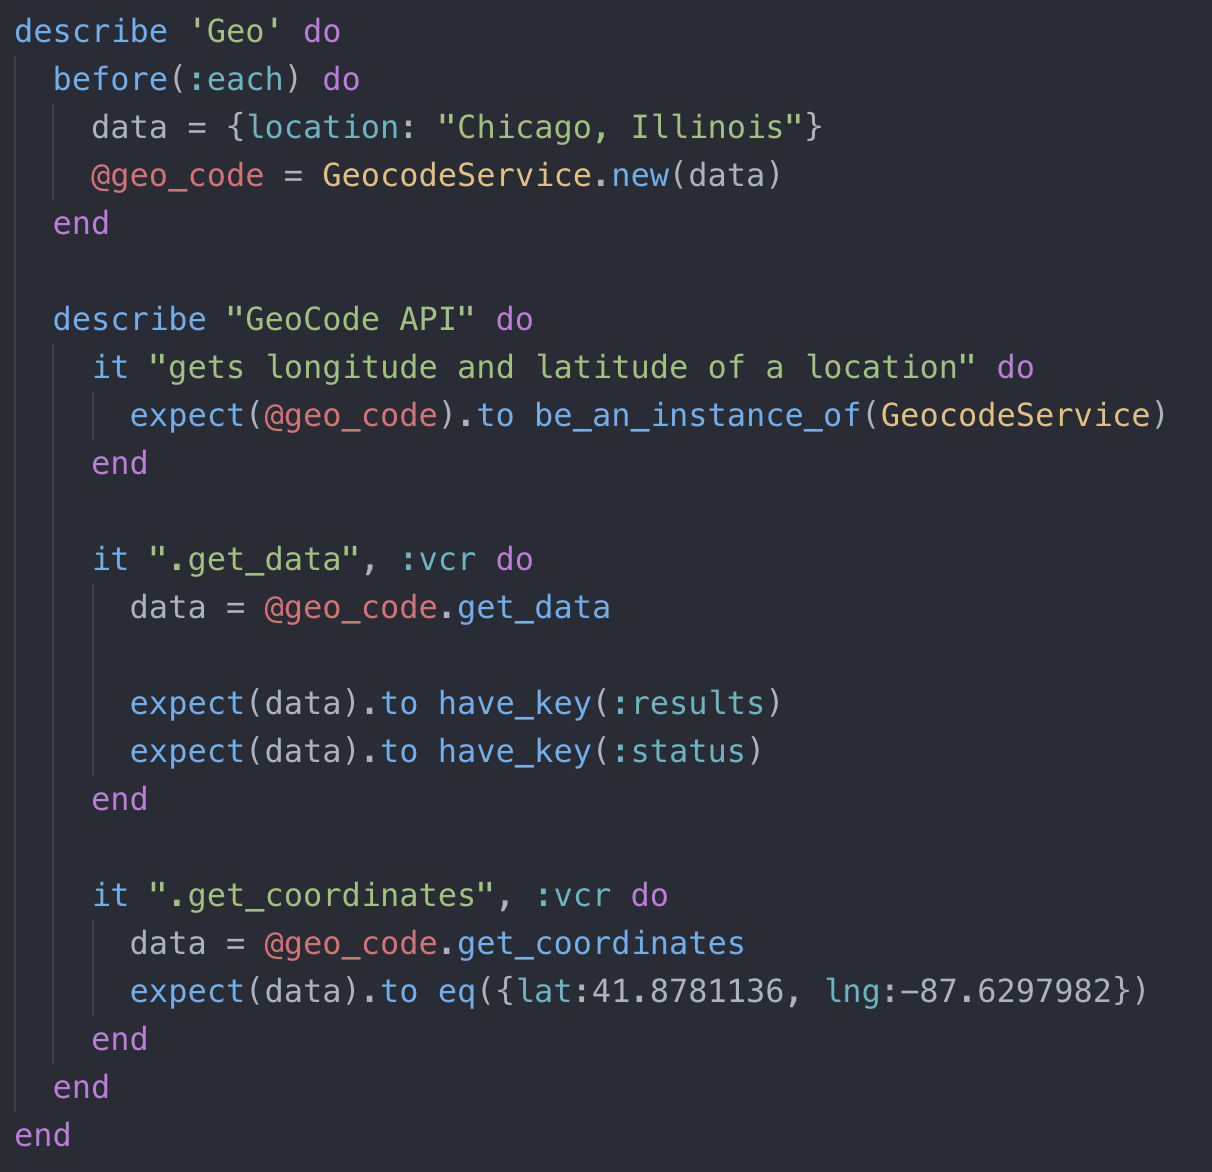 describe 'Geo' do
  before(:each) do
    data = {location: "Chicago, Illinois"}
    @geo_code = GeocodeService.new(data)
  end

  describe "GeoCode API" do
    it "gets longitude and latitude of a location" do
      expect(@geo_code).to be_an_instance_of(GeocodeService)
    end

    it ".get_data", :vcr do
      data = @geo_code.get_data

      expect(data).to have_key(:results)
      expect(data).to have_key(:status)
    end

    it ".get_coordinates", :vcr do
      data = @geo_code.get_coordinates
      expect(data).to eq({lat:41.8781136, lng:-87.6297982})
    end
  end
end